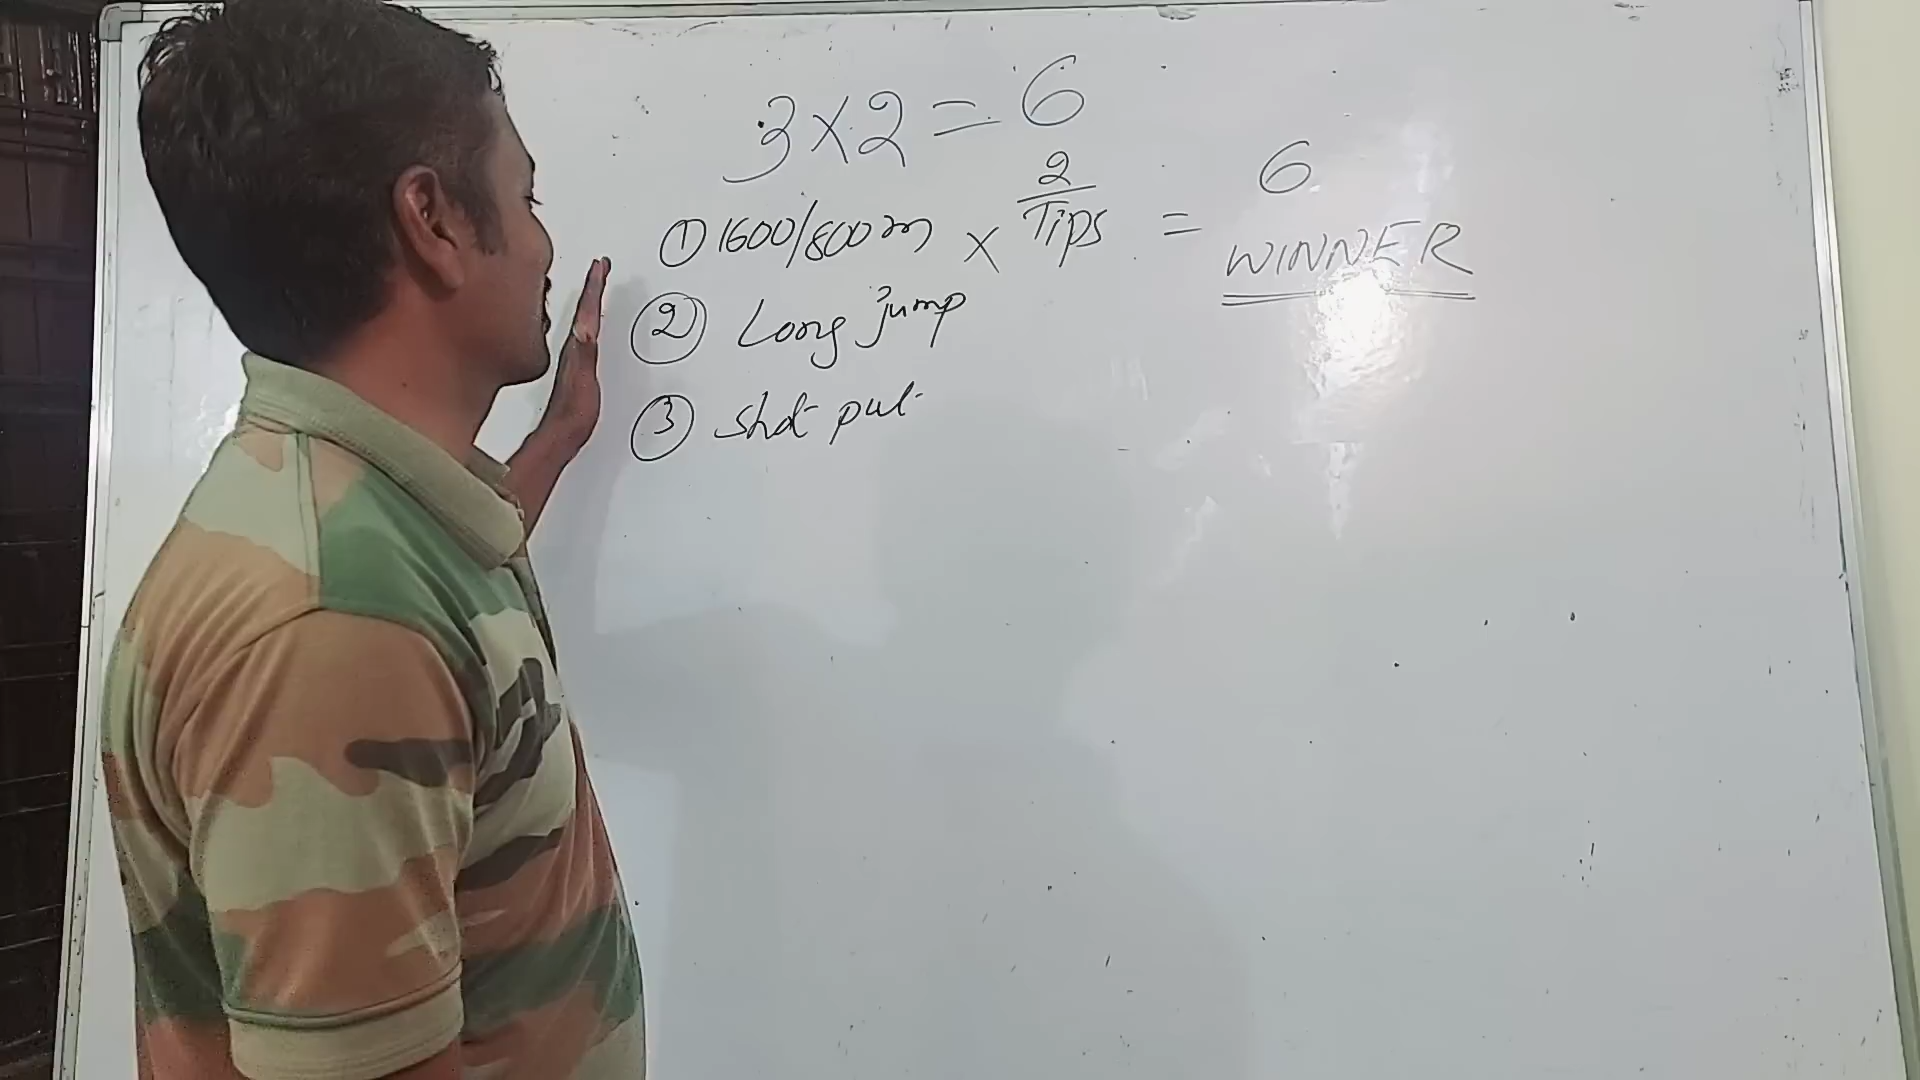 3 × 2 = 6
① 1600/800m × 2/Tips = 6 WINNER
② Long jump
③ Shot put